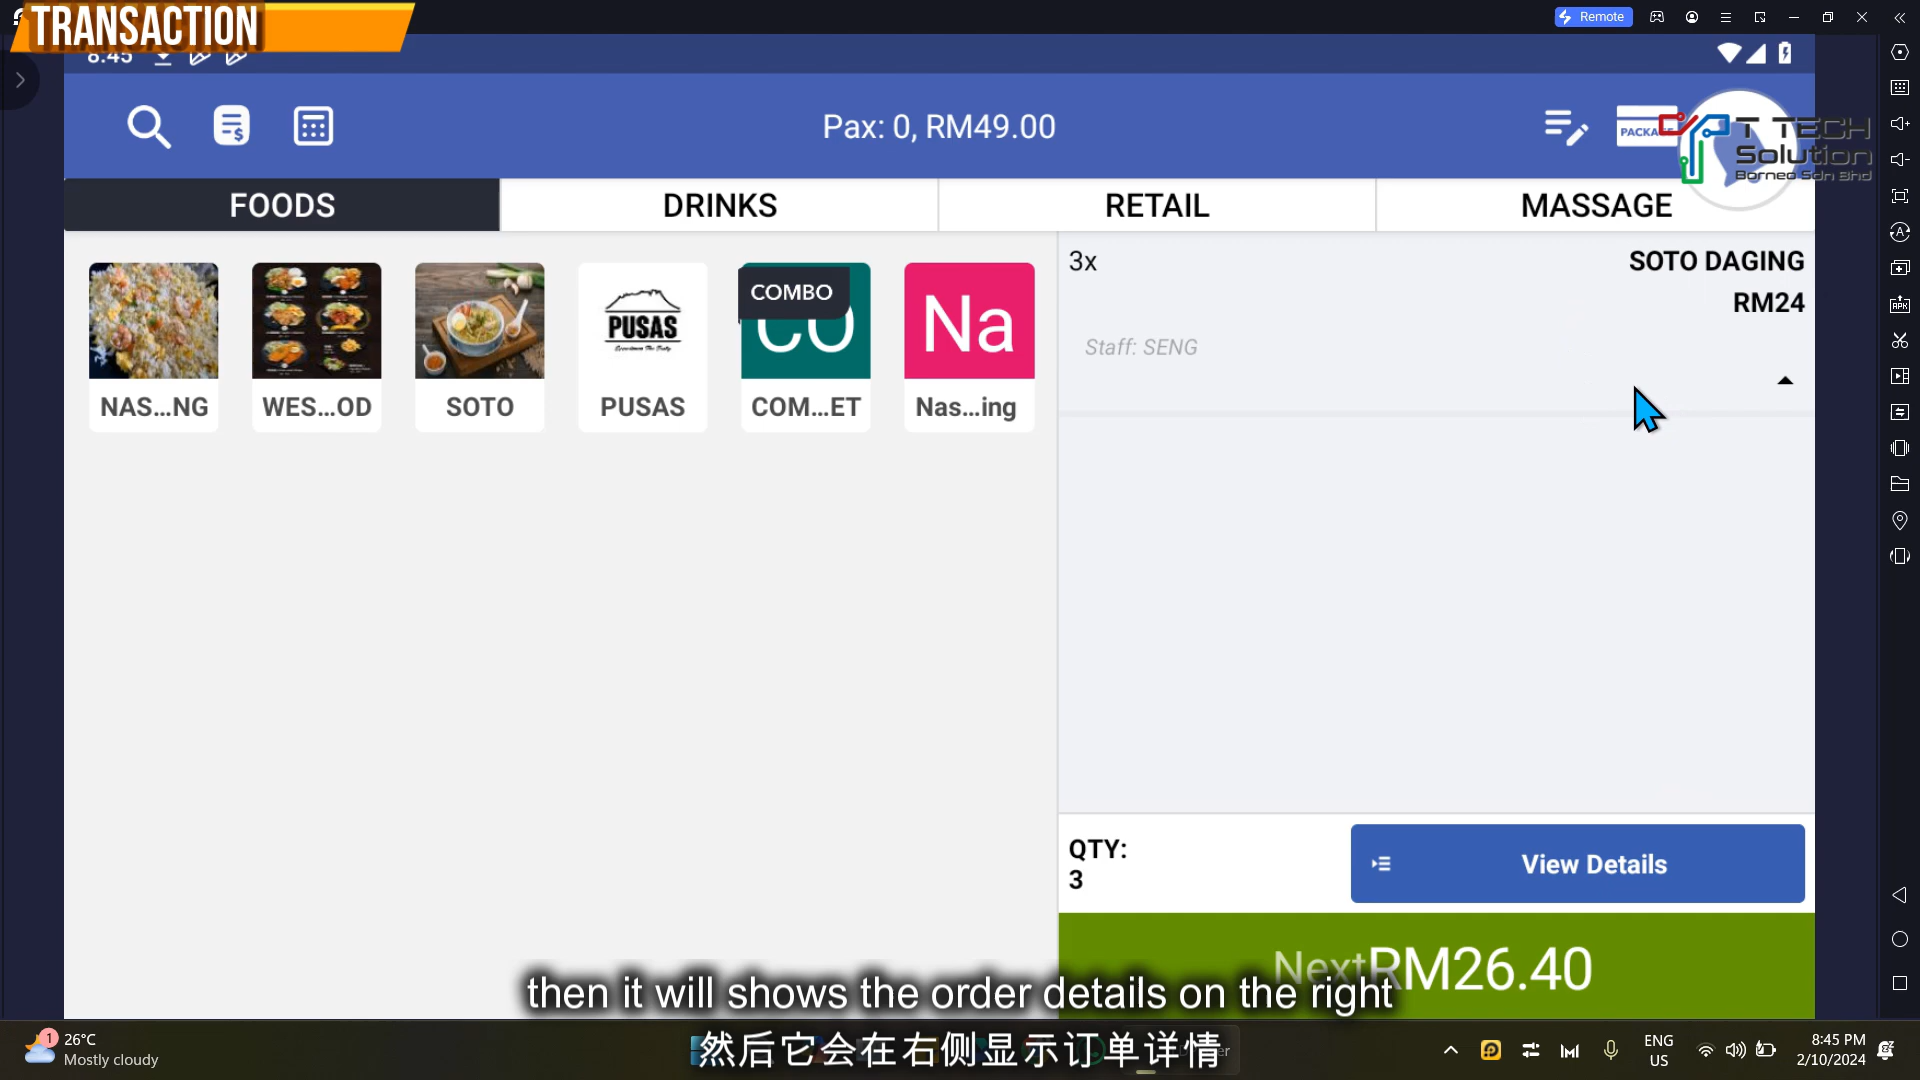 TRANSACTION
Remote
8:45
Pax: 0, RM49.00
PACKA
T TECH
Solution
Borneo Sdn Bhd
FOODS
DRINKS
RETAIL
MASSAGE
3x
SOTO DAGING
RM24
Staff: SENG
PUSAS
COMBO
CO
Na
NAS...NG
WES...OD
SOTO
PUSAS
COM...ET
Nas...ing
QTY:
3
View Details
Next
RM26.40
then it will shows the order details on the right
然后它会在右侧显示订单详情
1
26°C
Mostly cloudy
ENG
US
8:45 PM
2/10/2024